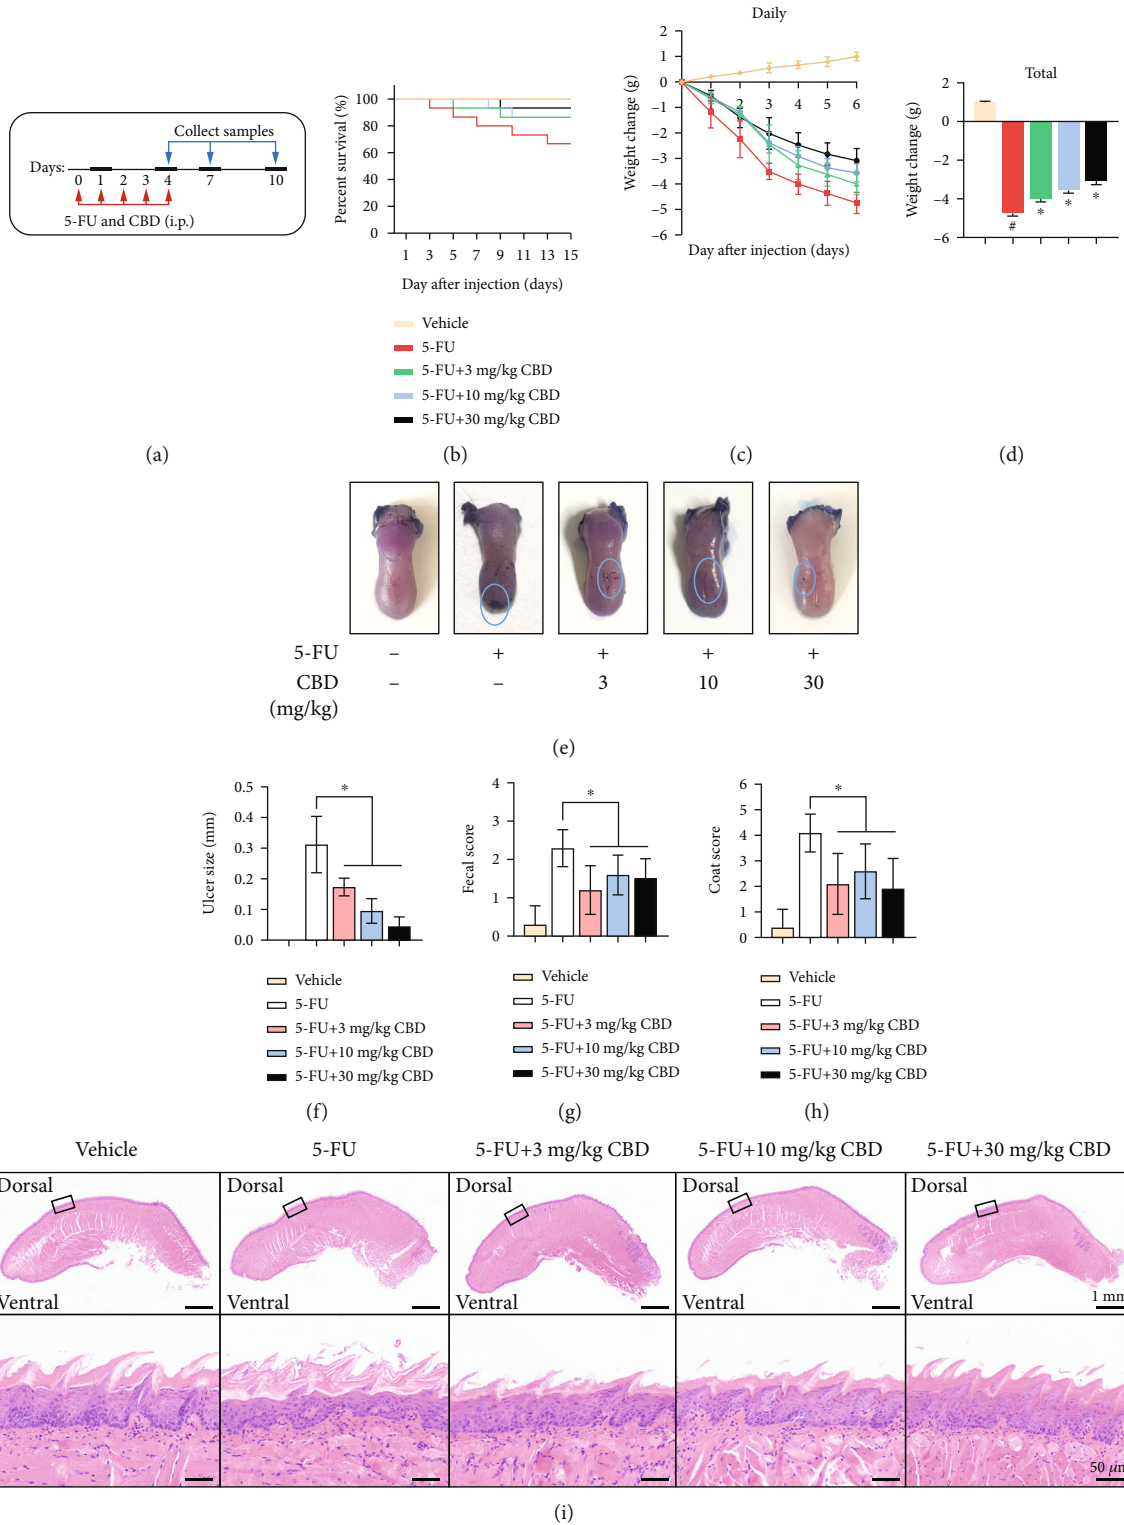 Collect samples
Days:
0 1 2 3 4 7 10
5-FU and CBD (i.p.)
(a)
Percent survival (%)
100
80
60
40
20
0
1 3 5 7 9 11 13 15
Day after injection (days)
Vehicle
5-FU
5-FU+3 mg/kg CBD
5-FU+10 mg/kg CBD
5-FU+30 mg/kg CBD
(b)
Daily
Weight change (g)
2
1
0
–1
–2
–3
–4
–5
–6
1 2 3 4 5 6
Day after injection (days)
(c)
Total
Weight change (g)
2
0
–2
–4
–6
# * * *
(d)
5-FU – + + + +
CBD – – 3 10 30
(mg/kg)
(e)
Ulcer size (mm)
0.5
0.4
0.3
0.2
0.1
0.0
*
Vehicle
5-FU
5-FU+3 mg/kg CBD
5-FU+10 mg/kg CBD
5-FU+30 mg/kg CBD
(f)
Fecal score
4
3
2
1
0
*
Vehicle
5-FU
5-FU+3 mg/kg CBD
5-FU+10 mg/kg CBD
5-FU+30 mg/kg CBD
(g)
Coat score
6
5
4
3
2
1
0
*
Vehicle
5-FU
5-FU+3 mg/kg CBD
5-FU+10 mg/kg CBD
5-FU+30 mg/kg CBD
(h)
Vehicle 5-FU 5-FU+3 mg/kg CBD 5-FU+10 mg/kg CBD 5-FU+30 mg/kg CBD
Dorsal Dorsal Dorsal Dorsal Dorsal
Ventral Ventral Ventral Ventral Ventral 1 mm
50 μm
(i)